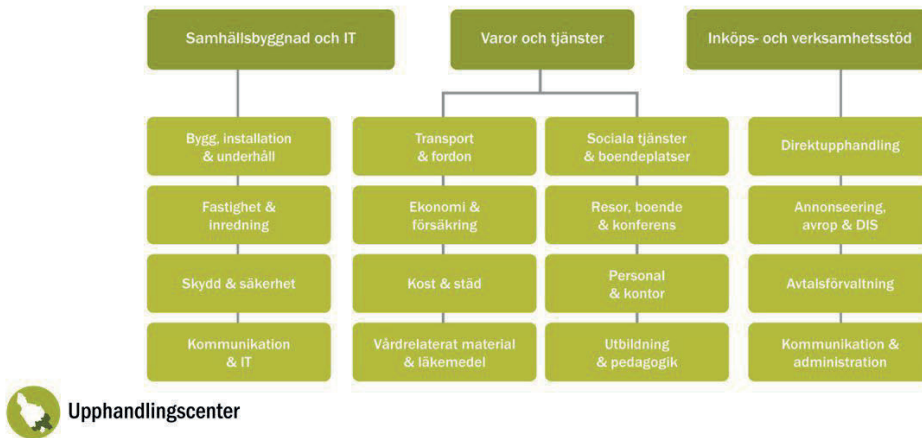 Samhällsbyggnad och IT
Varor och tjänster
Inköps- och verksamhetsstöd
Bygg, installation
& underhåll
Fastighet &
inredning
Skydd & säkerhet
Kommunikation
& IT
Transport
& fordon
Ekonomi &
försäkring
Kost & städ
Vårdrelaterat material
& läkemedel
Sociala tjänster
& boendeplatser
Resor, boende
& konferens
Personal
& kontor
Utbildning
& pedagogik
Direktupphandling
Annonseering,
avrop & DIS
Avtalsförvaltning
Kommunikation &
administration
Upphandlingscenter